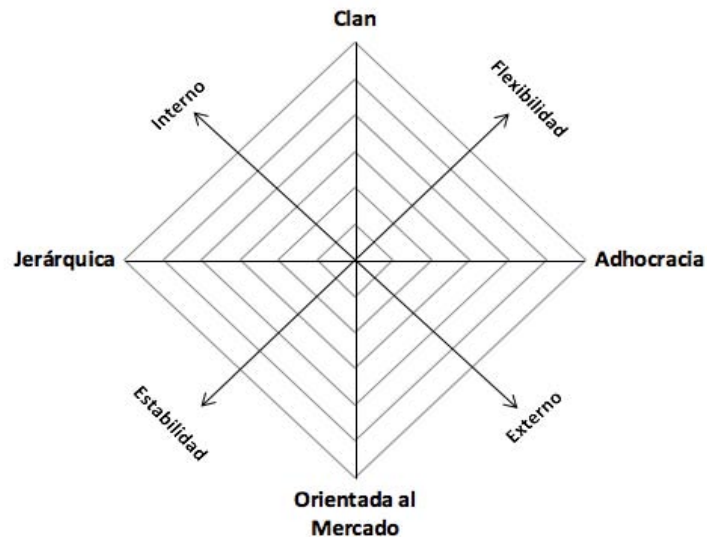 Clan
Interno
Flexibilidad
Jerárquica
Adhocracia
Estabilidad
Externo
Orientada al
Mercado